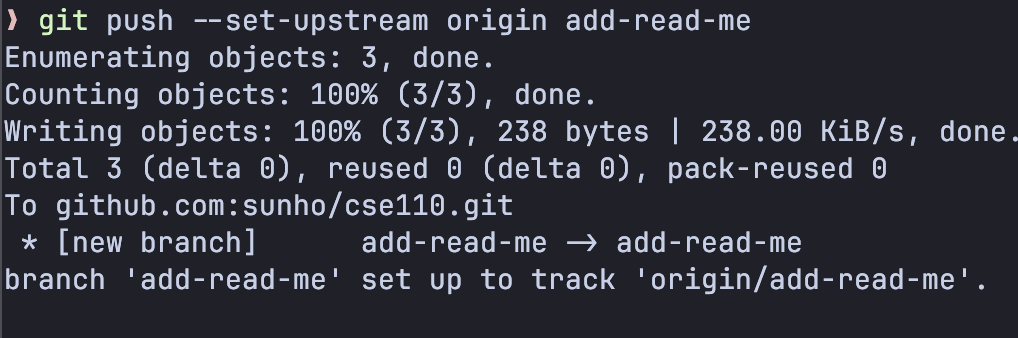 ❯ git push --set-upstream origin add-read-me
Enumerating objects: 3, done.
Counting objects: 100% (3/3), done.
Writing objects: 100% (3/3), 238 bytes | 238.00 KiB/s, done.
Total 3 (delta 0), reused 0 (delta 0), pack-reused 0
To github.com:sunho/cse110.git
 * [new branch]      add-read-me -> add-read-me
branch 'add-read-me' set up to track 'origin/add-read-me'.